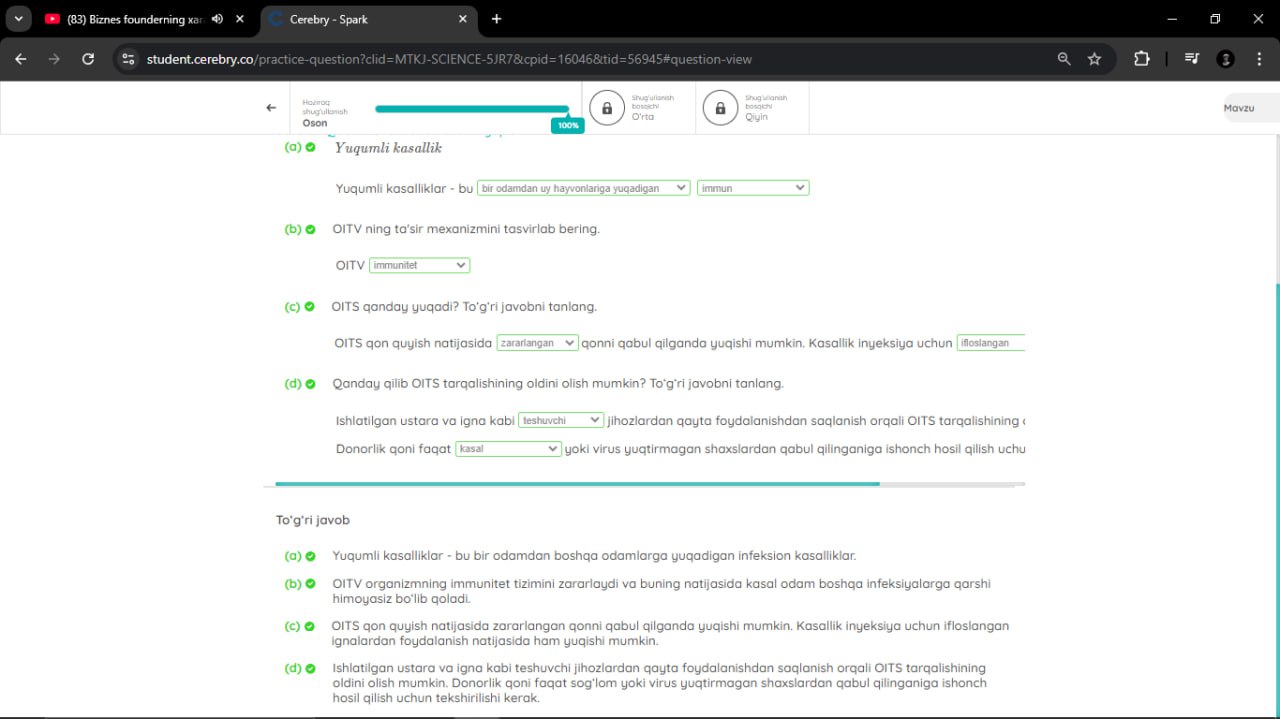 (83) Biznes founderning xar
Cerebry - Spark
student.cerebry.co/practice-question?clid=MTKJ-SCIENCE-5JR7&cpid=16046&tid=56945#question-view
Hozirgi
shug'ullanish
Oson
100%
Shug'ullanish
bosqichi
O'rta
Shug'ullanish
bosqichi
Qiyin
Mavzu
(a) Yuqumli kasallik
Yuqumli kasalliklar - bu bir odamdan uy hayvonlariga yuqadigan immun
(b) OITV ning ta'sir mexanizmini tasvirlab bering.
OITV immunitet
(c) OITS qanday yuqadi? To'g'ri javobni tanlang.
OITS qon quyish natijasida zararlangan qonni qabul qilganda yuqishi mumkin. Kasallik inyeksiya uchun ifloslangan
(d) Qanday qilib OITS tarqalishining oldini olish mumkin? To'g'ri javobni tanlang.
Ishlatilgan ustara va igna kabi teshuvchi jihozlardan qayta foydalanishdan saqlanish orqali OITS tarqalishining
Donorlik qoni faqat kasal yoki virus yuqtirmagan shaxslardan qabul qilinganiga ishonch hosil qilish uchu
To'g'ri javob
(a) Yuqumli kasalliklar - bu bir odamdan boshqa odamlarga yuqadigan infeksion kasalliklar.
(b) OITV organizmning immunitet tizimini zararlaydi va buning natijasida kasal odam boshqa infeksiyalarga qarshi
himoyasiz bo'lib qoladi.
(c) OITS qon quyish natijasida zararlangan qonni qabul qilganda yuqishi mumkin. Kasallik inyeksiya uchun ifloslangan
ignalardan foydalanish natijasida ham yuqishi mumkin.
(d) Ishlatilgan ustara va igna kabi teshuvchi jihozlardan qayta foydalanishdan saqlanish orqali OITS tarqalishining
oldini olish mumkin. Donorlik qoni faqat sog'lom yoki virus yuqtirmagan shaxslardan qabul qilinganiga ishonch
hosil qilish uchun tekshirilishi kerak.